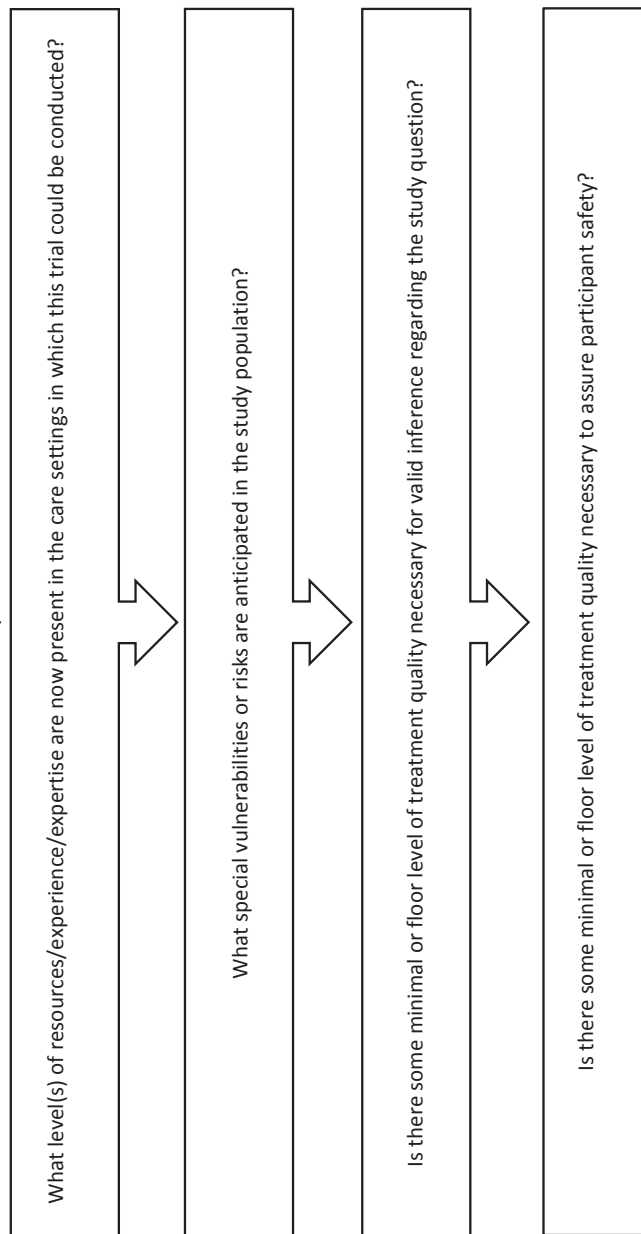 What level(s) of resources/experience/expertise are now present in the care settings in which this trial could be conducted?
What special vulnerabilities or risks are anticipated in the study population?
Is there some minimal or floor level of treatment quality necessary for valid inference regarding the study question?
Is there some minimal or floor level of treatment quality necessary to assure participant safety?